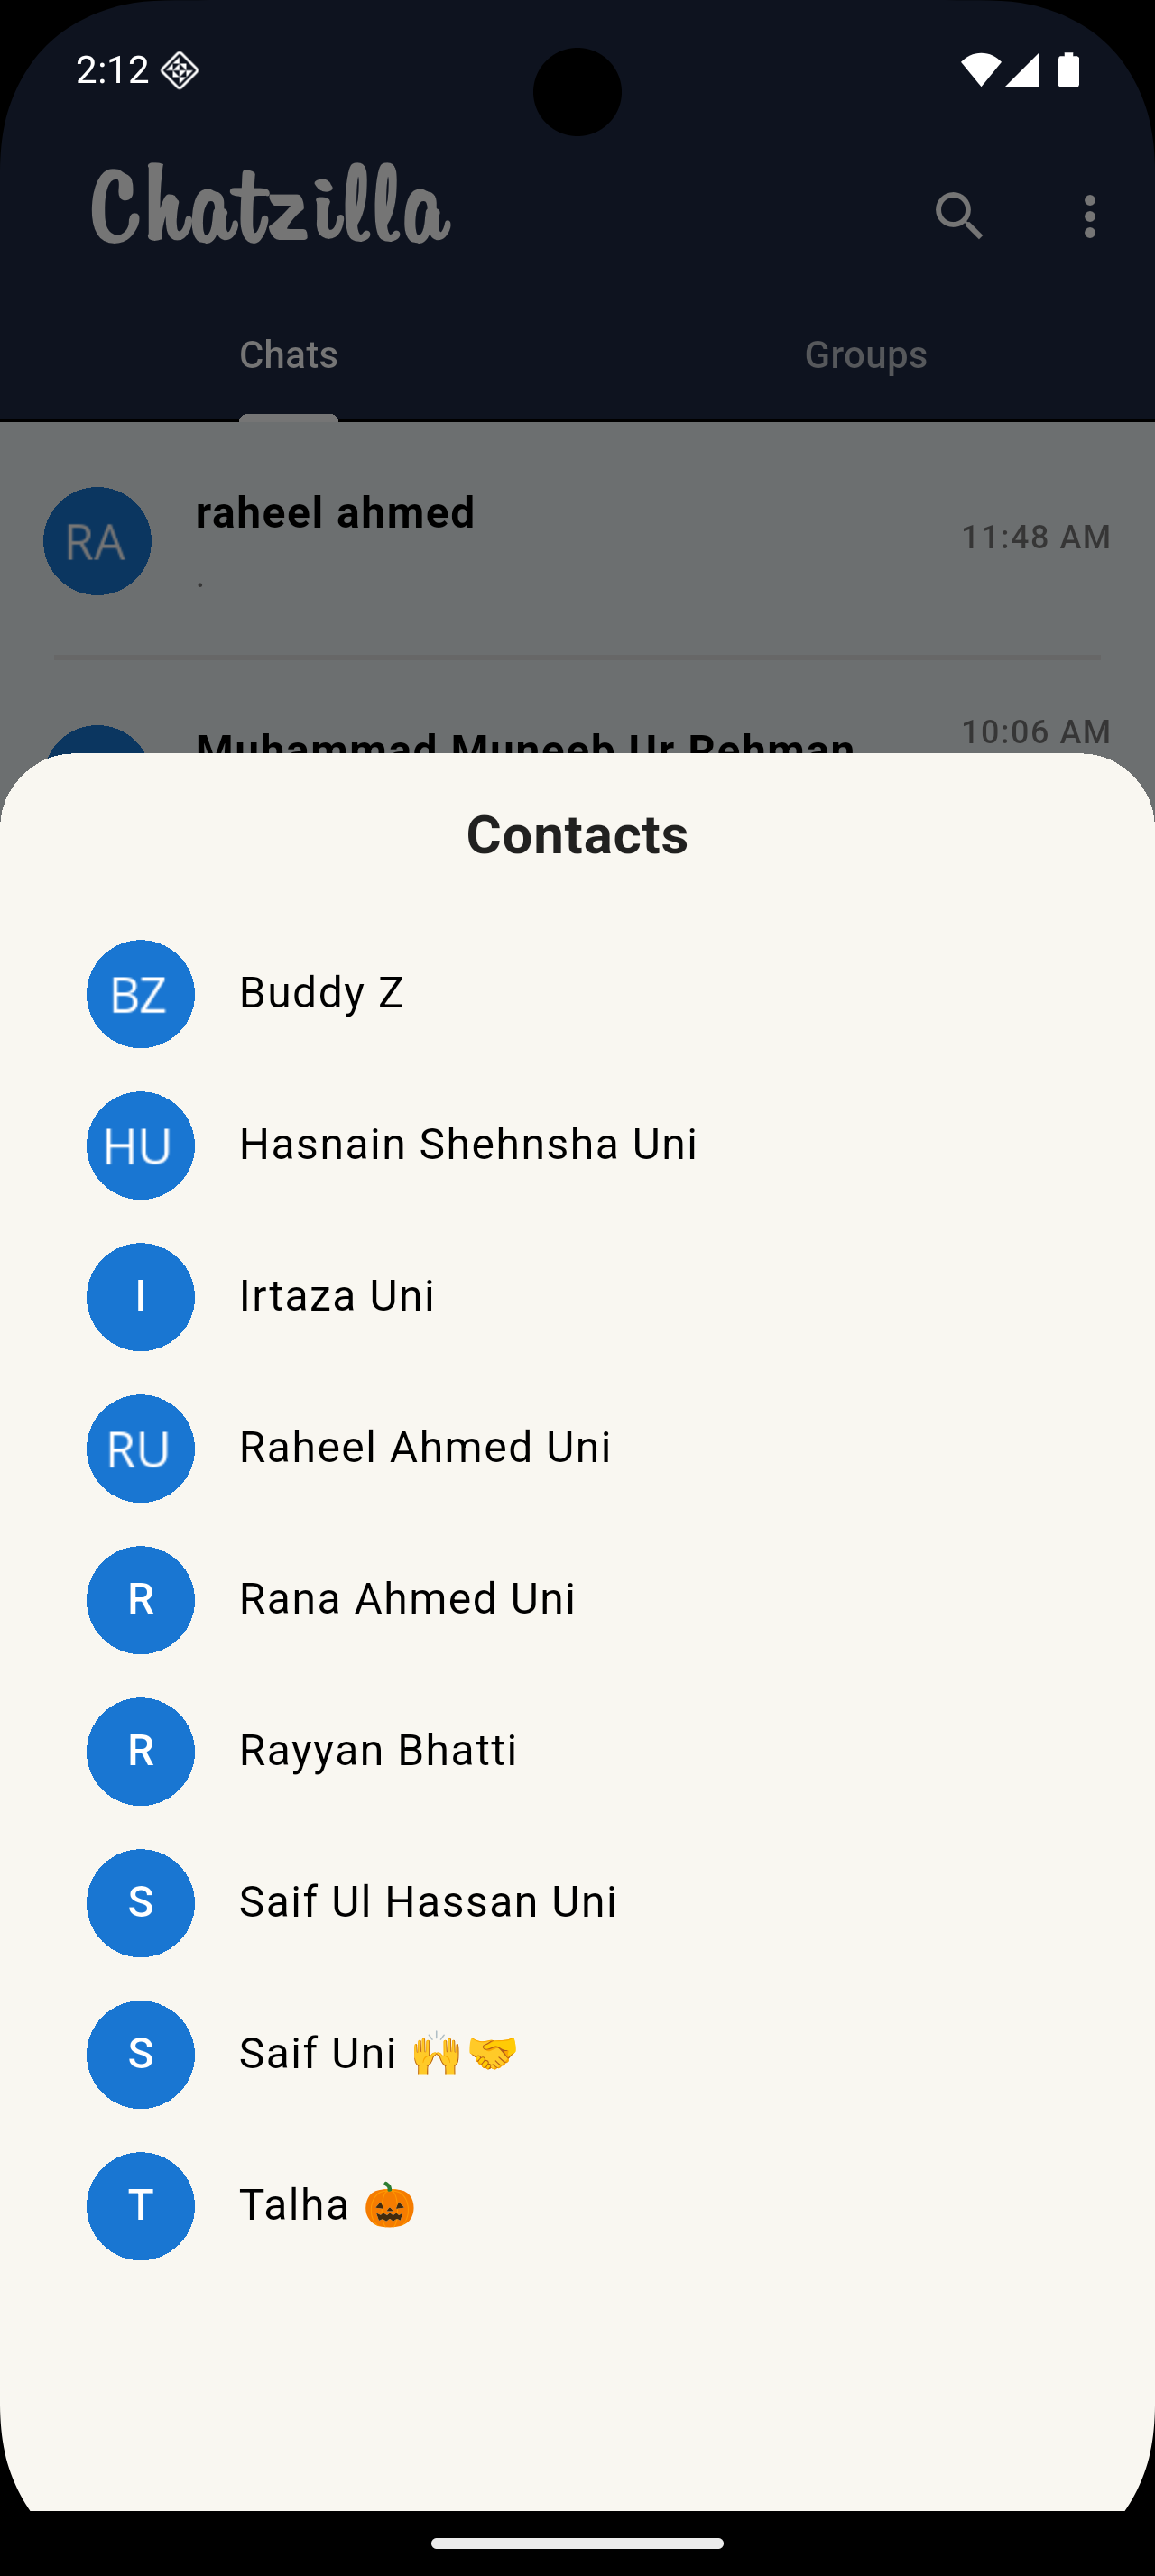 2:12
Chatzilla
Chats Groups
RA raheel ahmed 11:48 AM
.
Muhammad Muneeb Ur Rehman 10:06 AM
Contacts
BZ Buddy Z
HU Hasnain Shehnsha Uni
I Irtaza Uni
RU Raheel Ahmed Uni
R Rana Ahmed Uni
R Rayyan Bhatti
S Saif Ul Hassan Uni
S Saif Uni 🙌🤝
T Talha 🎃